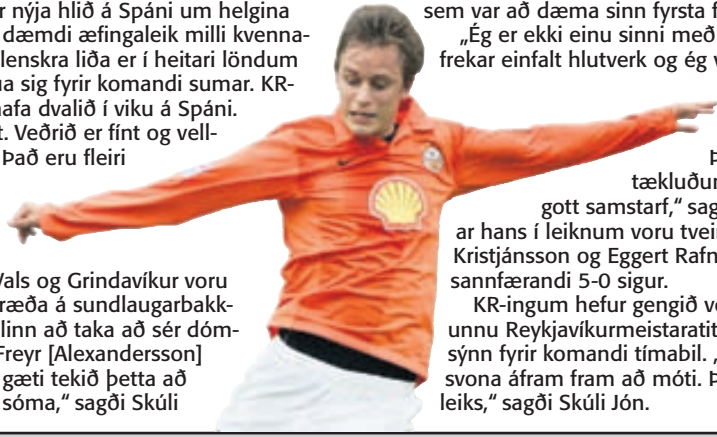 r nýja hlið á Spáni um helgina
dæmdi æfingaleik milli kvenna-
lenskra liða er í heitari löndum
a sig fyrir komandi sumar. KR-
afa dvalið í viku á Spáni.
t. Veðrið er fínt og vell-
Það eru fleiri
Vals og Grindavíkur voru
ræða á sundlaugarbakk-
linn að taka að sér dóm-
Freyr [Alexandersson]
gæti tekið þetta að
sóma,“ sagði Skúli
sem var að dæma sinn fyrsta f
„Ég er ekki einu sinni með
frekar einfalt hlutverk og ég v
tækluður
gott samstarf,“ sag
ar hans í leiknum voru tveir
Kristjánsson og Eggert Rafn
sannfærandi 5-0 sigur.
KR-ingum hefur gengið ve
unnu Reykjavíkurmeistaratit
sýnn fyrir komandi tímabil. „
svona áfram fram að móti. Þ
leiks,“ sagði Skúli Jón.